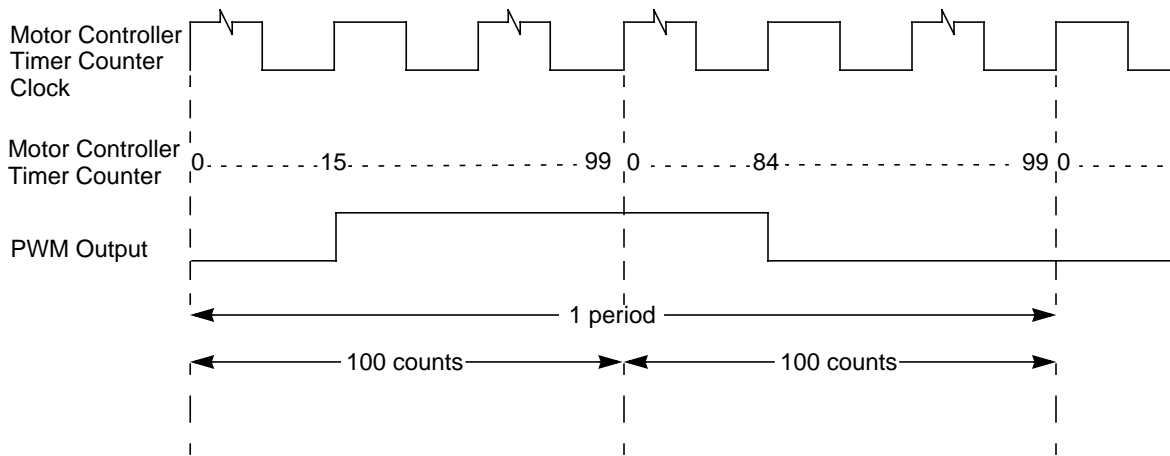 Motor Controller
Timer Counter
Clock
Motor Controller
Timer Counter
0 15 99 0 84 99 0
PWM Output
1 period
100 counts 100 counts